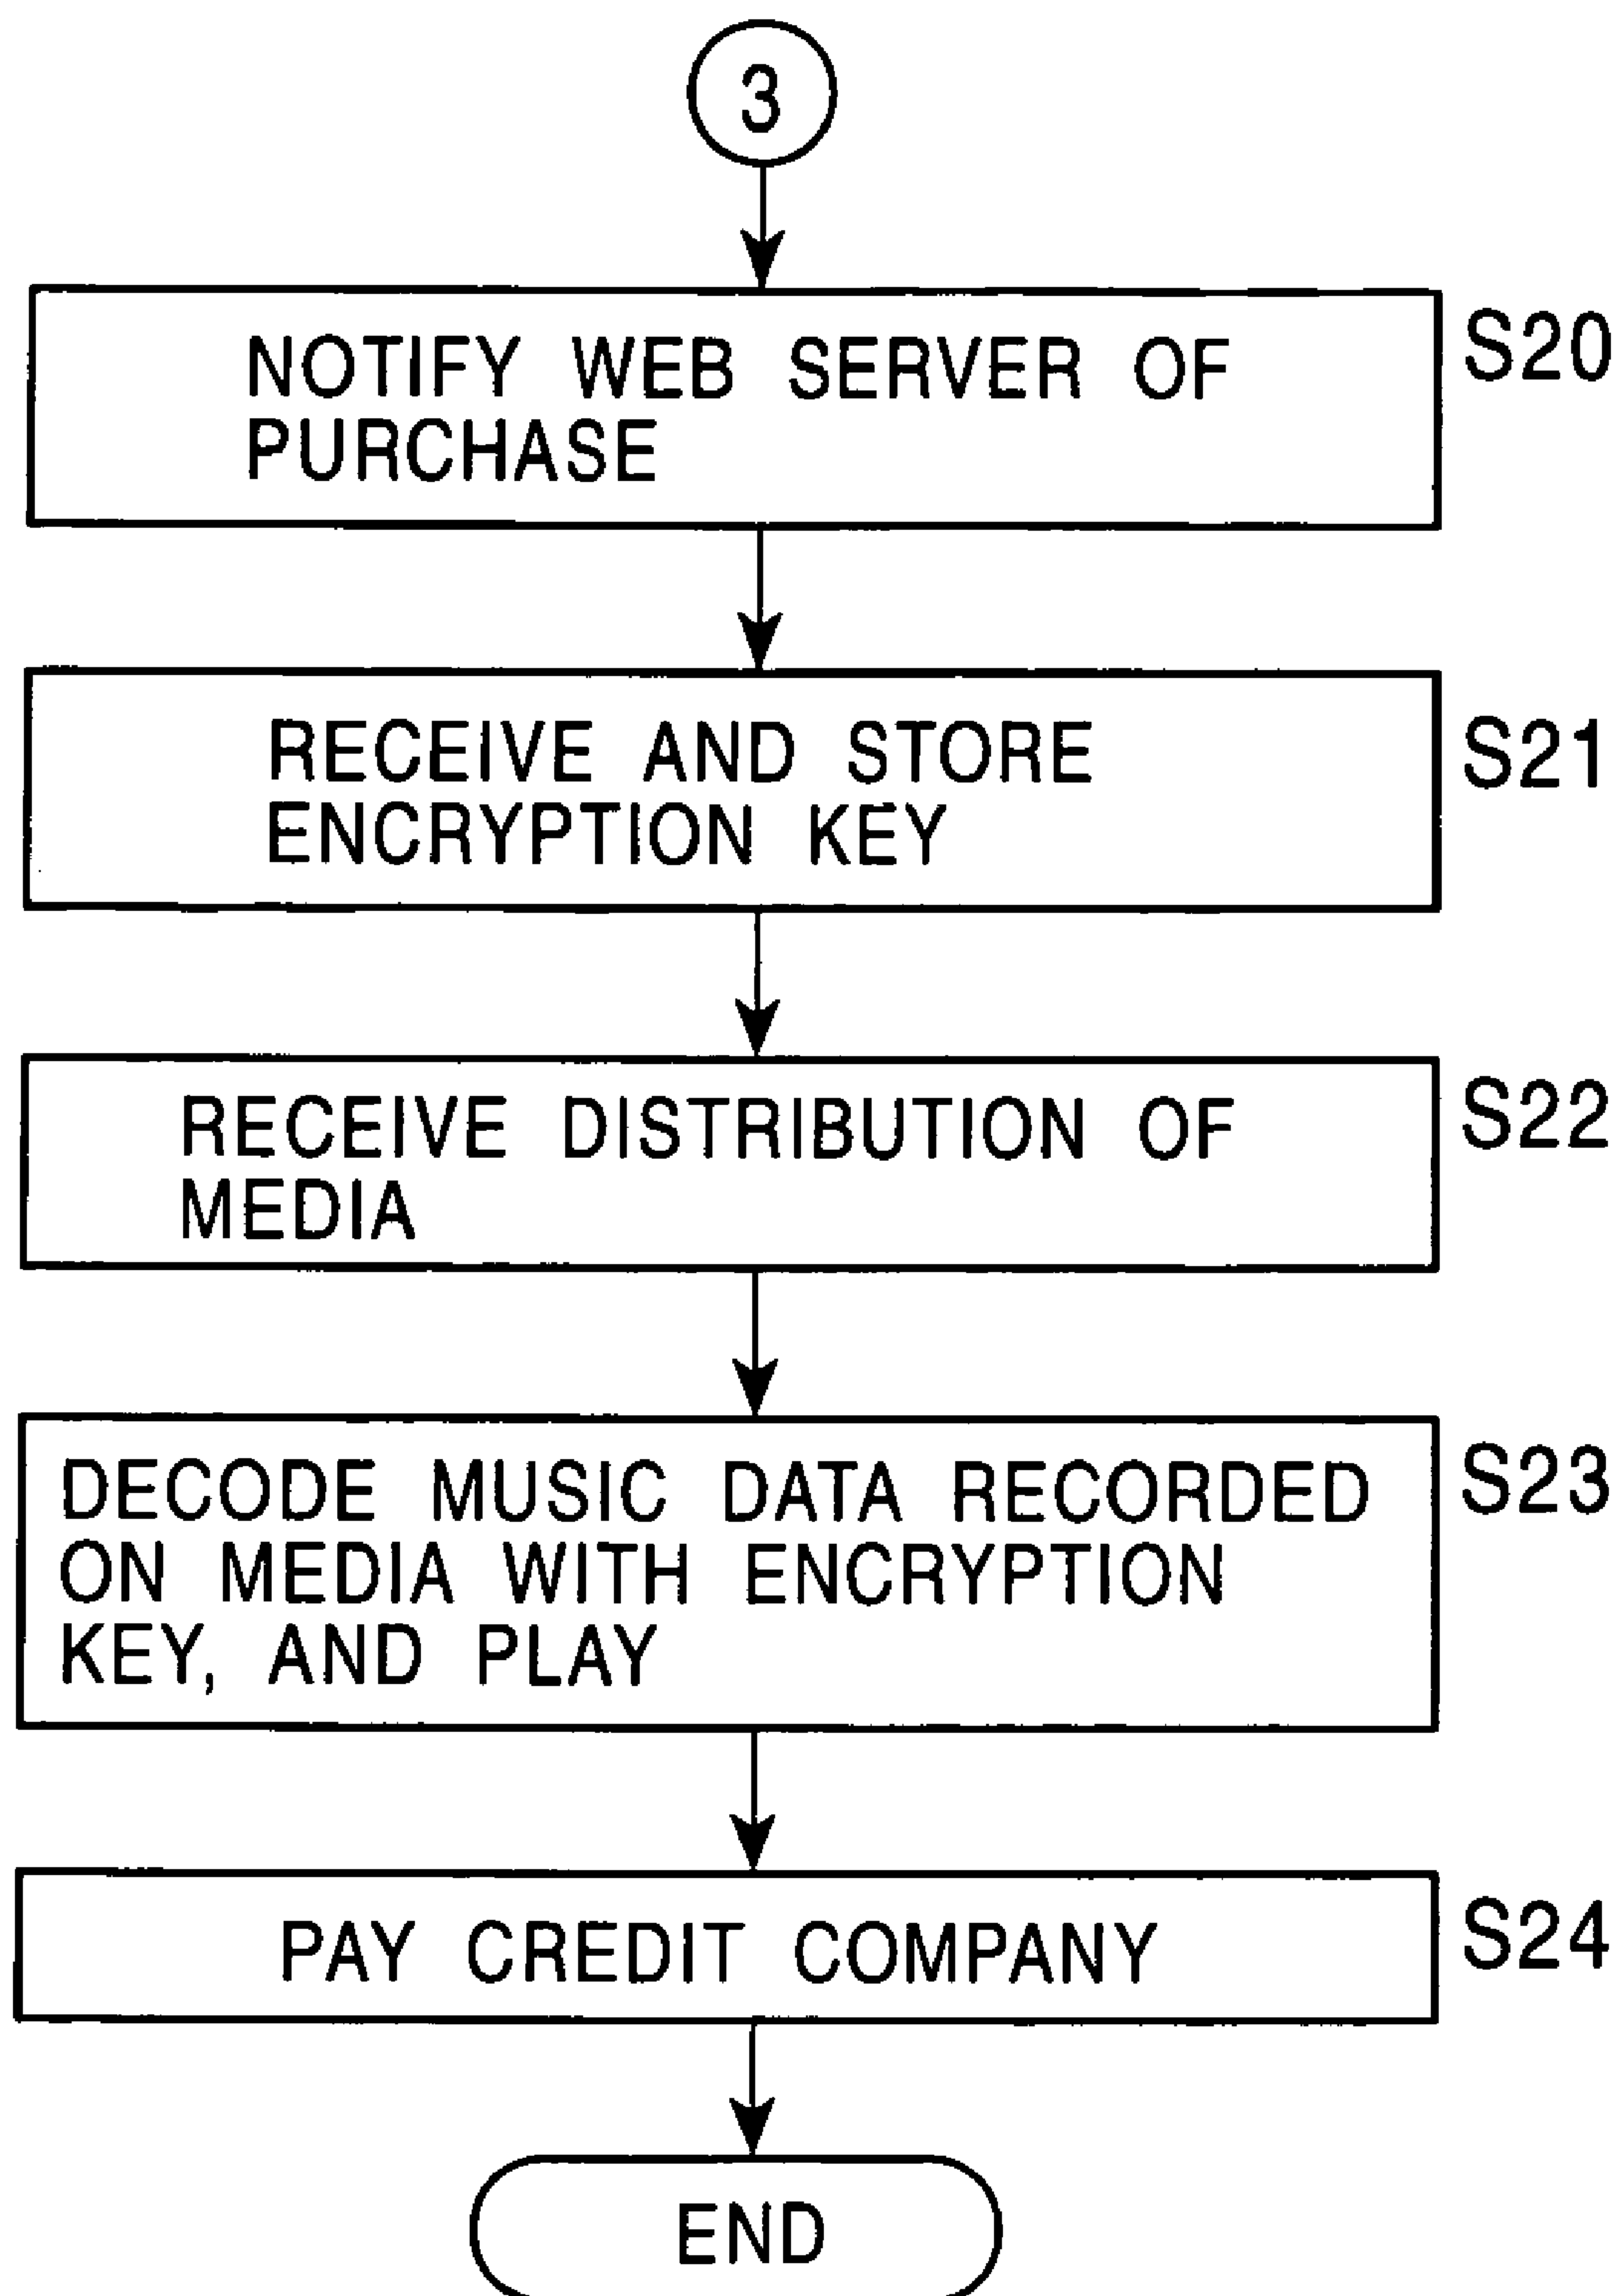 3
NOTIFY WEB SERVER OF
PURCHASE
S20
RECEIVE AND STORE
ENCRYPTION KEY
S21
RECEIVE DISTRIBUTION OF
MEDIA
S22
DECODE MUSIC DATA RECORDED
ON MEDIA WITH ENCRYPTION
KEY, AND PLAY
S23
PAY CREDIT COMPANY
S24
END